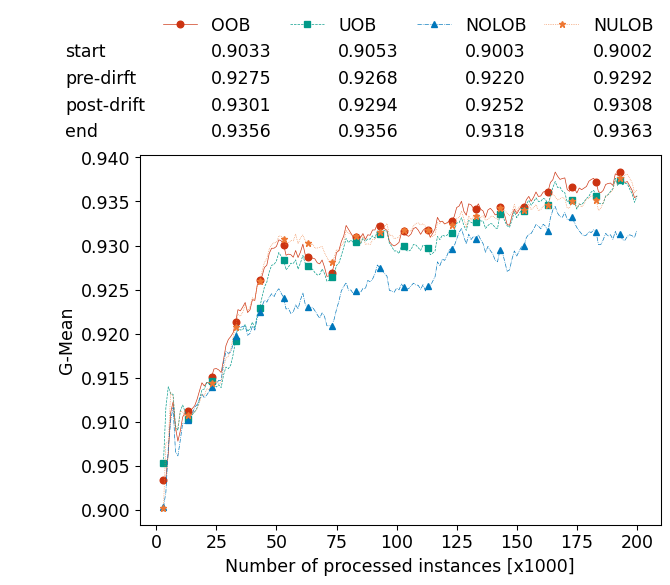 OOB UOB NOLOB NULOB
start 0.9033 0.9053 0.9003 0.9002
pre-dirft 0.9275 0.9268 0.9220 0.9292
post-drift 0.9301 0.9294 0.9252 0.9308
end 0.9356 0.9356 0.9318 0.9363
0.940
0.935
0.930
0.925
0.920
0.915
0.910
0.905
0.900
G-Mean
0 25 50 75 100 125 150 175 200
Number of processed instances [x1000]